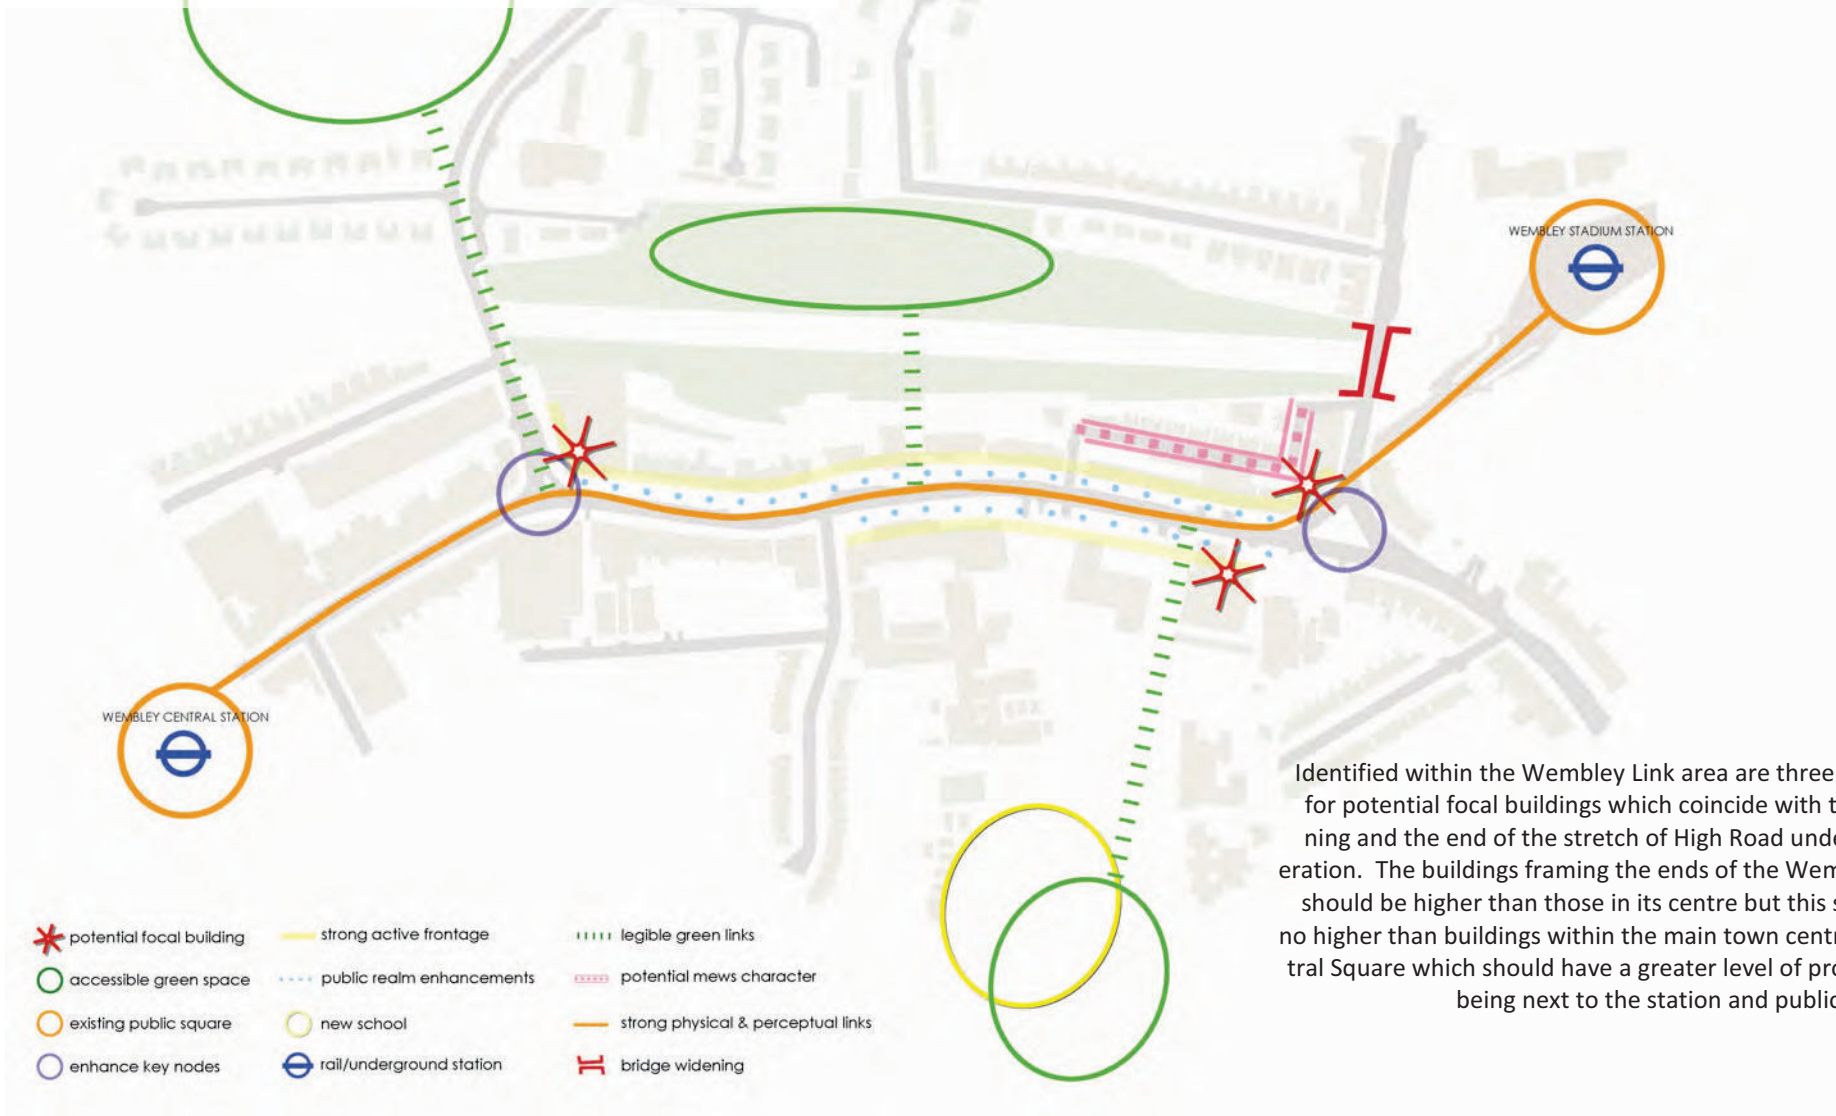 WEMBLEY STADIUM STATION
WEMBLEY CENTRAL STATION
Identified within the Wembley Link area are three
for potential focal buildings which coincide with t
ning and the end of the stretch of High Road unde
eration.  The buildings framing the ends of the Wem
should be higher than those in its centre but this s
no higher than buildings within the main town centr
tral Square which should have a greater level of pro
being next to the station and public
potential focal building
accessible green space
existing public square
enhance key nodes
strong active frontage
public realm enhancements
new school
rail/underground station
legible green links
potential mews character
strong physical & perceptual links
bridge widening